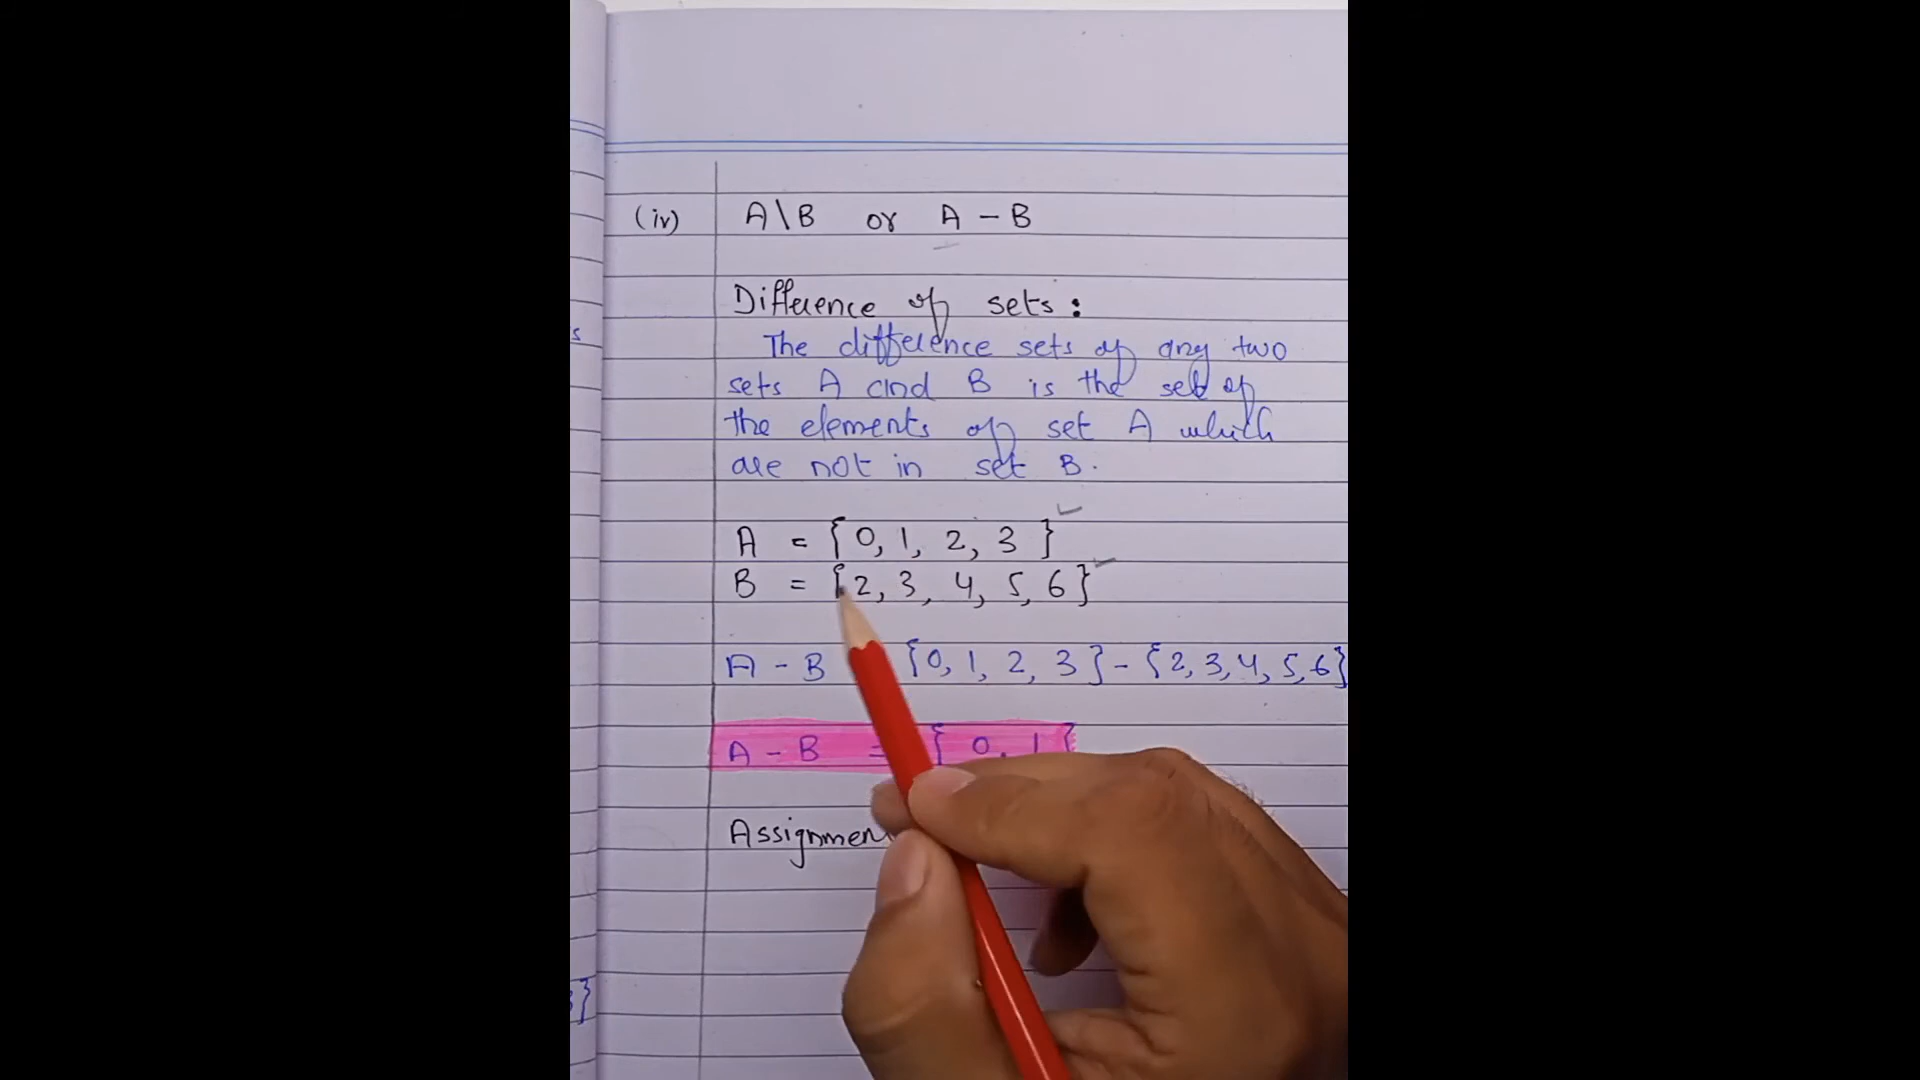 (iv) A\B or A - B
Difference of sets:
The difference sets of any two
s
sets A and B is the set of
the elements of set A which
are not in set B.
A = {0, 1, 2, 3 }
B = {2, 3, 4, 5, 6}
A - B {0, 1, 2, 3 } - {2, 3, 4, 5, 6}
A - B = { 0, 1 }
Assignmen
}